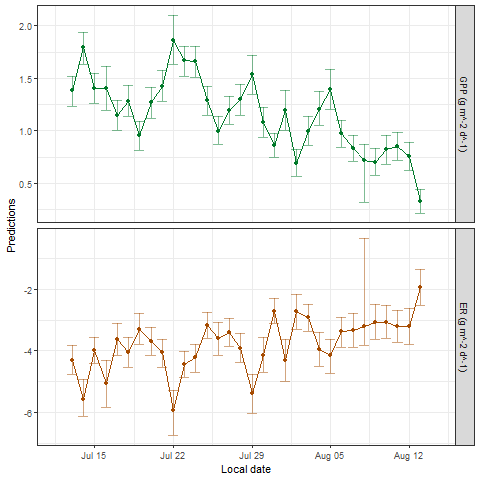 2.0
1.5
1.0
0.5
GPP (g m^-2 d^-1)
Predictions
-2
-4
-6
ER (g m^-2 d^-1)
Jul 15
Jul 22
Jul 29
Aug 05
Aug 12
Local date